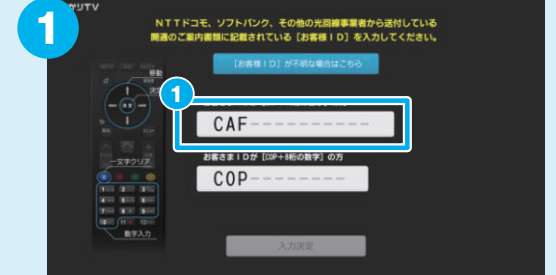 1
かりTV
NTTドコモ、ソフトバンク、その他の光回線事業者から送付している
開通のご案内書類に記載されている［お客様ID］を入力してください。
［お客様ID］が不明な場合はこちら
移動
決定
1
CAF----------
お客さまIDが［COP+8桁の数字］の方
COP--------
一文字クリア
数字入力
入力決定